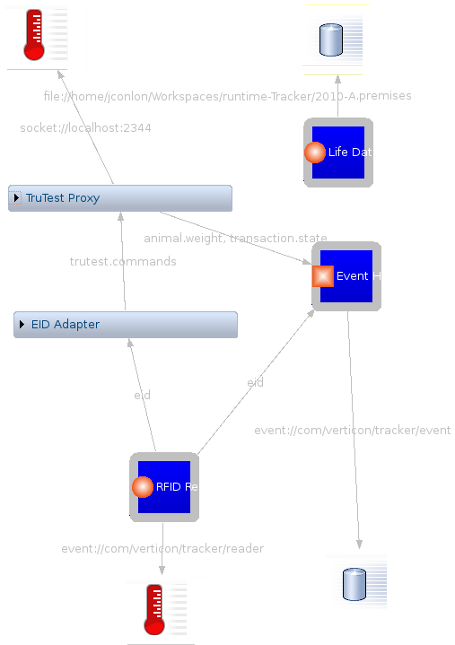 file://home/jconlon/Workspaces/runtime-Tracker/2010-A.premises
socket://localhost:2344
Life Dat
TruTest Proxy
animal.weight, transaction.state
trutest.commands
Event H
EID Adapter
eid
eid
event://com/verticon/tracker/event
RFID Re
event://com/verticon/tracker/reader